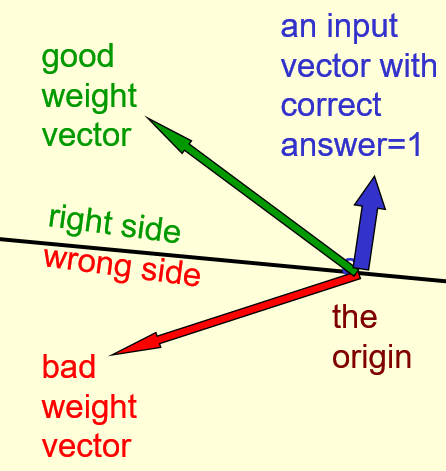 an input
vector with
correct
answer=1
good
weight
vector
right side
wrong side
the
origin
bad
weight
vector